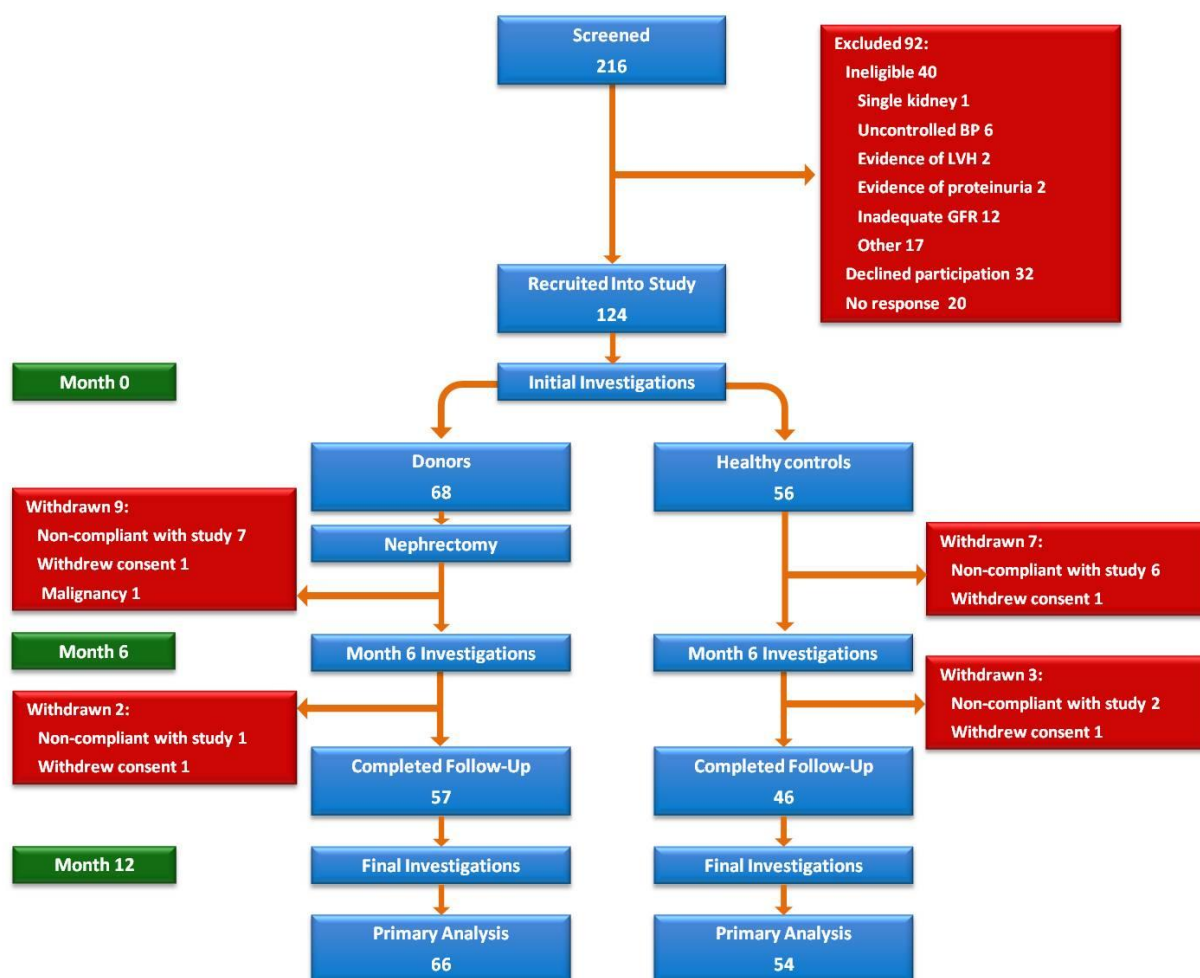 Screened
216
Excluded 92:
Ineligible 40
Single kidney 1
Uncontrolled BP 6
Evidence of LVH 2
Evidence of proteinuria 2
Inadequate GFR 12
Other 17
Declined participation 32
No response 20
Recruited Into Study
124
Month 0
Initial Investigations
Donors
68
Healthy controls
56
Withdrawn 9:
Non-compliant with study 7
Withdrew consent 1
Malignancy 1
Nephrectomy
Withdrawn 7:
Non-compliant with study 6
Withdrew consent 1
Month 6
Month 6 Investigations
Month 6 Investigations
Withdrawn 2:
Non-compliant with study 1
Withdrew consent 1
Withdrawn 3:
Non-compliant with study 2
Withdrew consent 1
Completed Follow-Up
57
Completed Follow-Up
46
Month 12
Final Investigations
Final Investigations
Primary Analysis
66
Primary Analysis
54